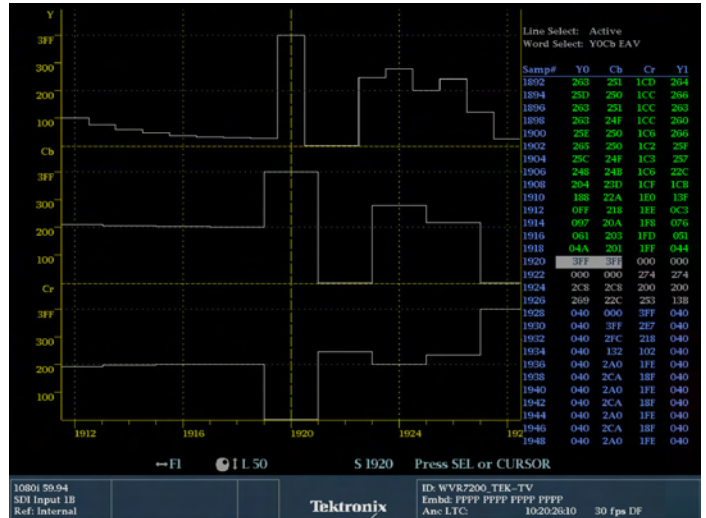 Y
3FF
300
200
100
Cb
3FF
300
200
100
Cr
3FF
300
200
100
1912 1916 1920 1924 192
Line Select: Active
Word Select: Y0Cb EAV
Samp# Y0 Cb Cr Y1
1892 263 251 1CD 264
1894 25D 250 1CC 266
1896 263 251 1CC 263
1898 263 24F 1CC 260
1900 25E 250 1C6 266
1902 265 250 1C2 25F
1904 25C 24F 1C3 257
1906 248 24B 1C6 22C
1908 204 23D 1CF 1CB
1910 188 22A 1E0 13F
1912 0FF 218 1EE 0C3
1914 097 20A 1F8 076
1916 061 203 1FD 051
1918 04A 201 1FF 044
1920 3FF 3FF 000 000
1922 000 000 274 274
1924 2C8 2C8 200 200
1926 269 22C 253 13B
1928 040 000 3FF 040
1930 040 3FF 2E7 040
1932 040 2FC 218 040
1934 040 132 102 040
1936 040 2A0 1FE 040
1938 040 2CA 18F 040
1940 040 2A0 1FE 040
1942 040 2CA 18F 040
1944 040 2A0 1FE 040
1946 040 2CA 18F 040
1948 040 2A0 1FE 040
↔F1 ↕ L 50 S 1920 Press SEL or CURSOR
1080i 59.94
SDI Input 1B
Ref: Internal
Tektronix
ID: WVR7200_TEK-TV
Embd: PPPP PPPP PPPP PPPP
Anc LTC: 10:20:26:10 30 fps DF